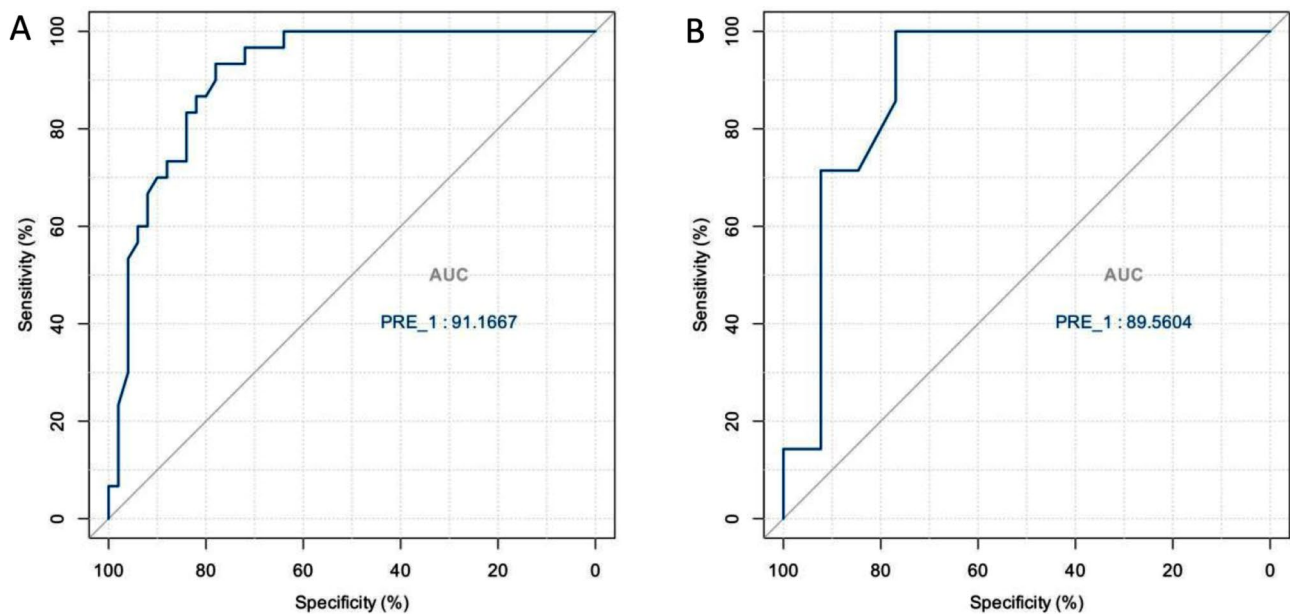 A
Sensitivity (%)
100
80
60
40
20
0
AUC
PRE_1 : 91.1667
100 80 60 40 20 0
Specificity (%)
B
Sensitivity (%)
100
80
60
40
20
0
AUC
PRE_1 : 89.5604
100 80 60 40 20 0
Specificity (%)